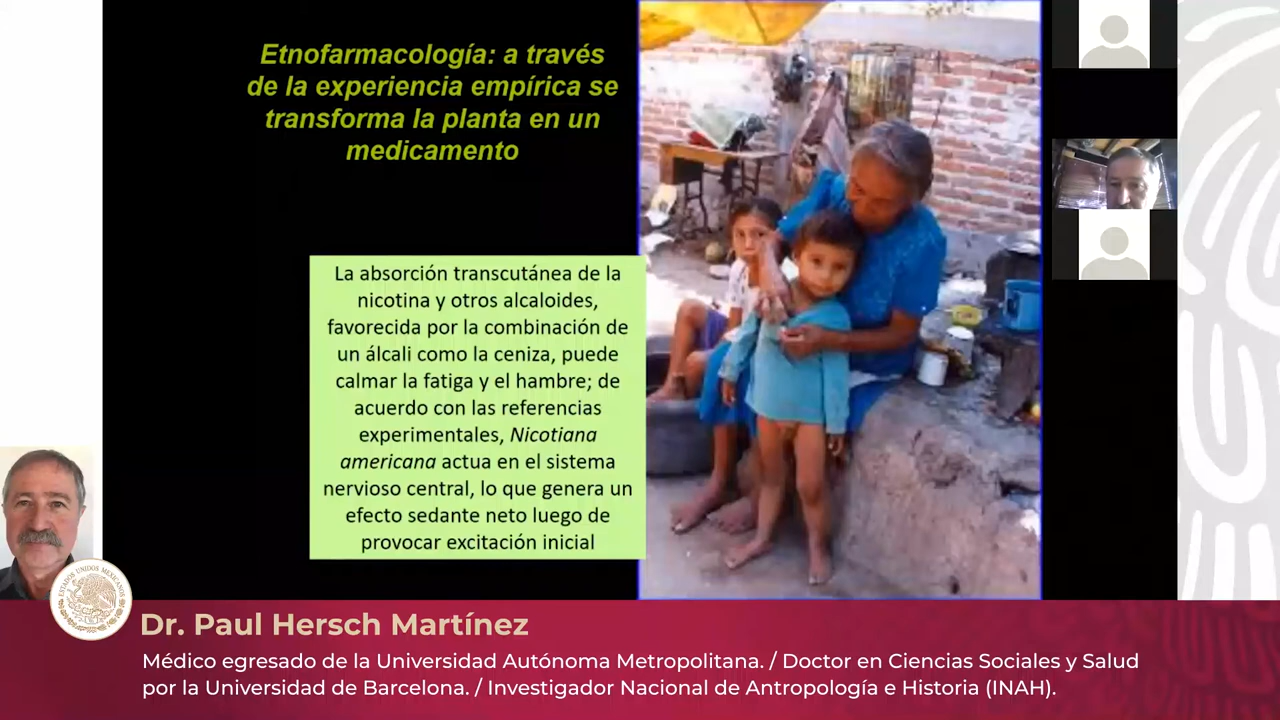 Etnofarmacología: a través
de la experiencia empírica se
transforma la planta en un
medicamento
La absorción transcutánea de la
nicotina y otros alcaloides,
favorecida por la combinación de
un álcali como la ceniza, puede
calmar la fatiga y el hambre; de
acuerdo con las referencias
experimentales, Nicotiana
americana actua en el sistema
nervioso central, lo que genera un
efecto sedante neto luego de
provocar excitación inicial
ESTADOS UNIDOS MEXICANOS
Dr. Paul Hersch Martínez
Médico egresado de la Universidad Autónoma Metropolitana. / Doctor en Ciencias Sociales y Salud
por la Universidad de Barcelona. / Investigador Nacional de Antropología e Historia (INAH).